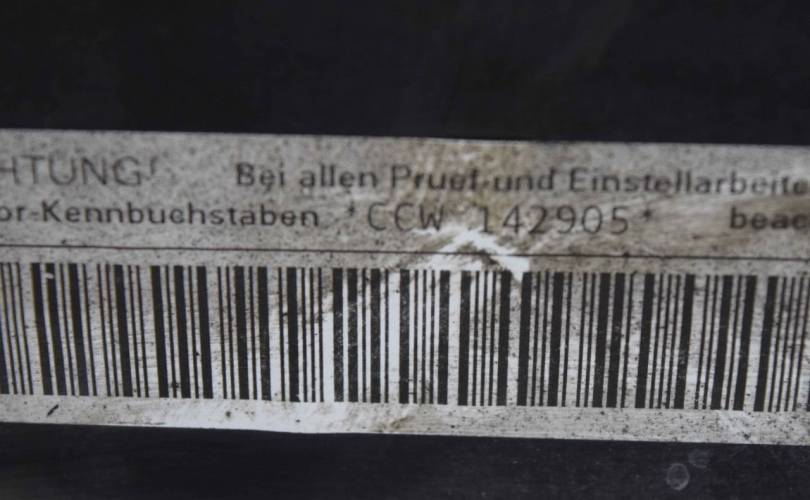 HTUNG! Bei allen Pruef-und Einstellarbeite
or-Kennbuchstaben *CCW 142905* beac